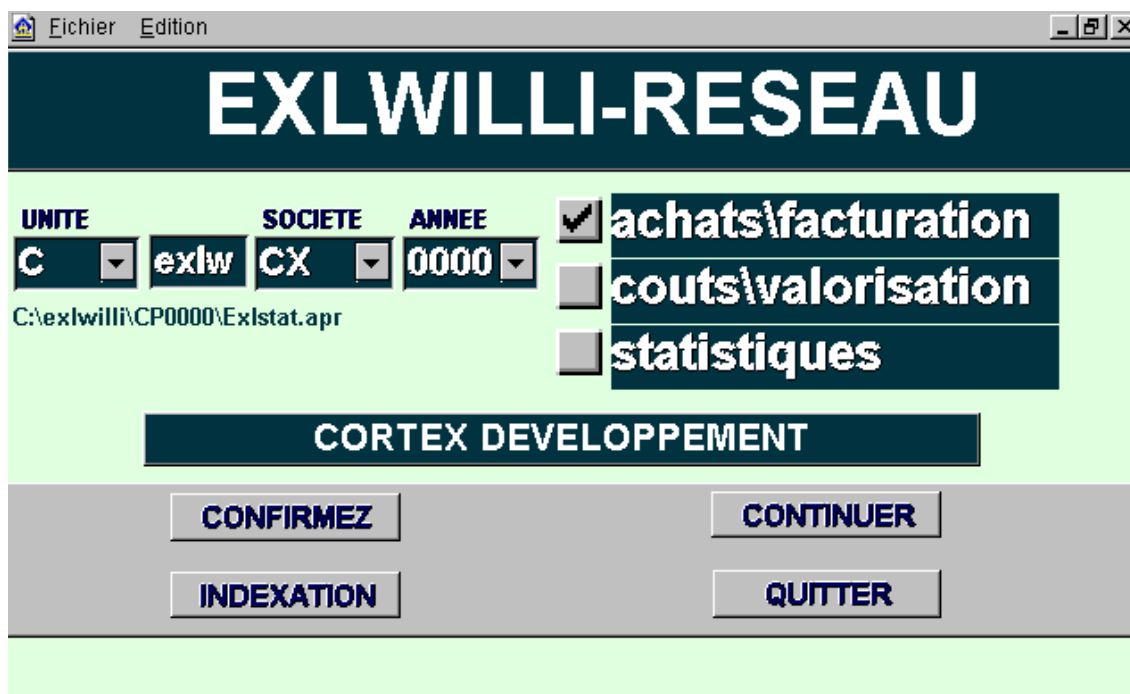 Fichier Edition
EXLWILLI-RESEAU
UNITE SOCIETE ANNEE
C exlw CX 0000
C:\exlwilli\CP0000\Exlstat.apr
achats\facturation
couts\valorisation
statistiques
CORTEX DEVELOPPEMENT
CONFIRMEZ CONTINUER
INDEXATION QUITTER